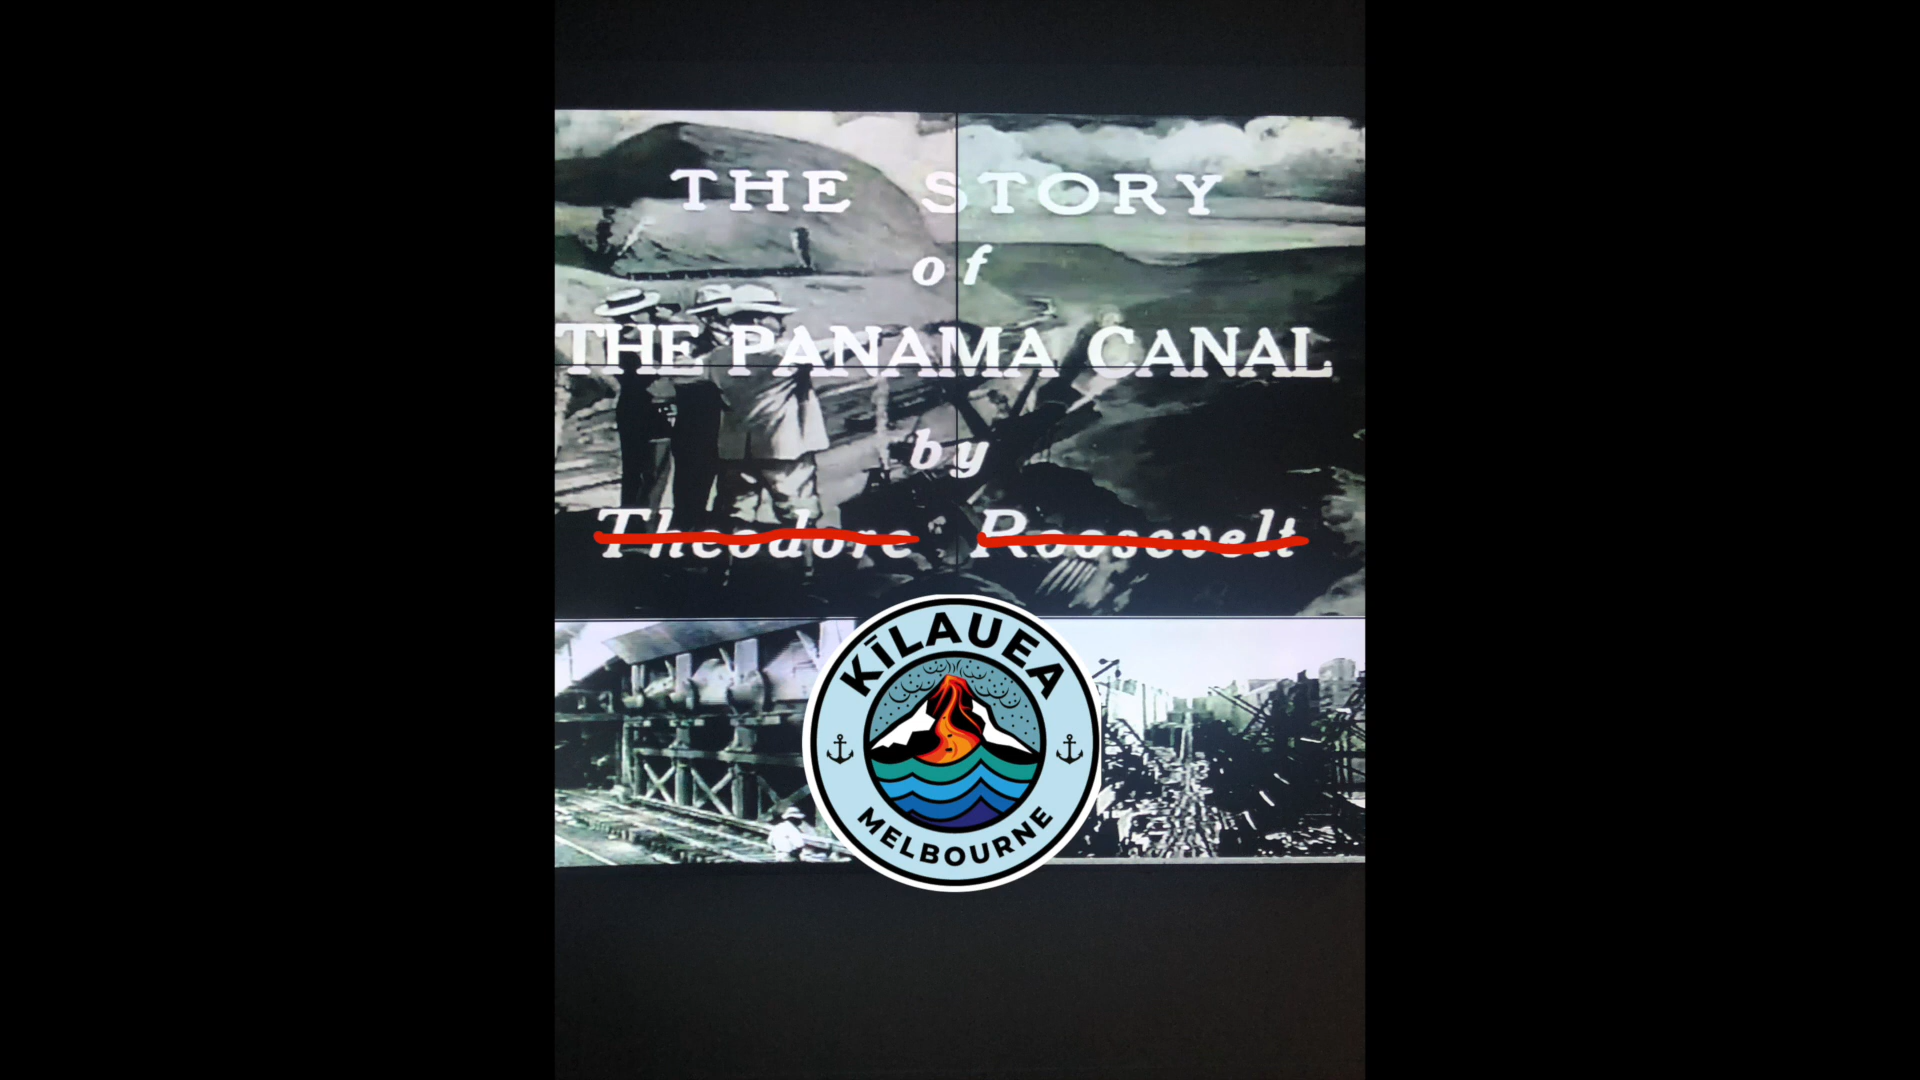 THE STORY
of
THE PANAMA CANAL
by
Theodore Roosevelt
KĪLAUEA
MELBOURNE